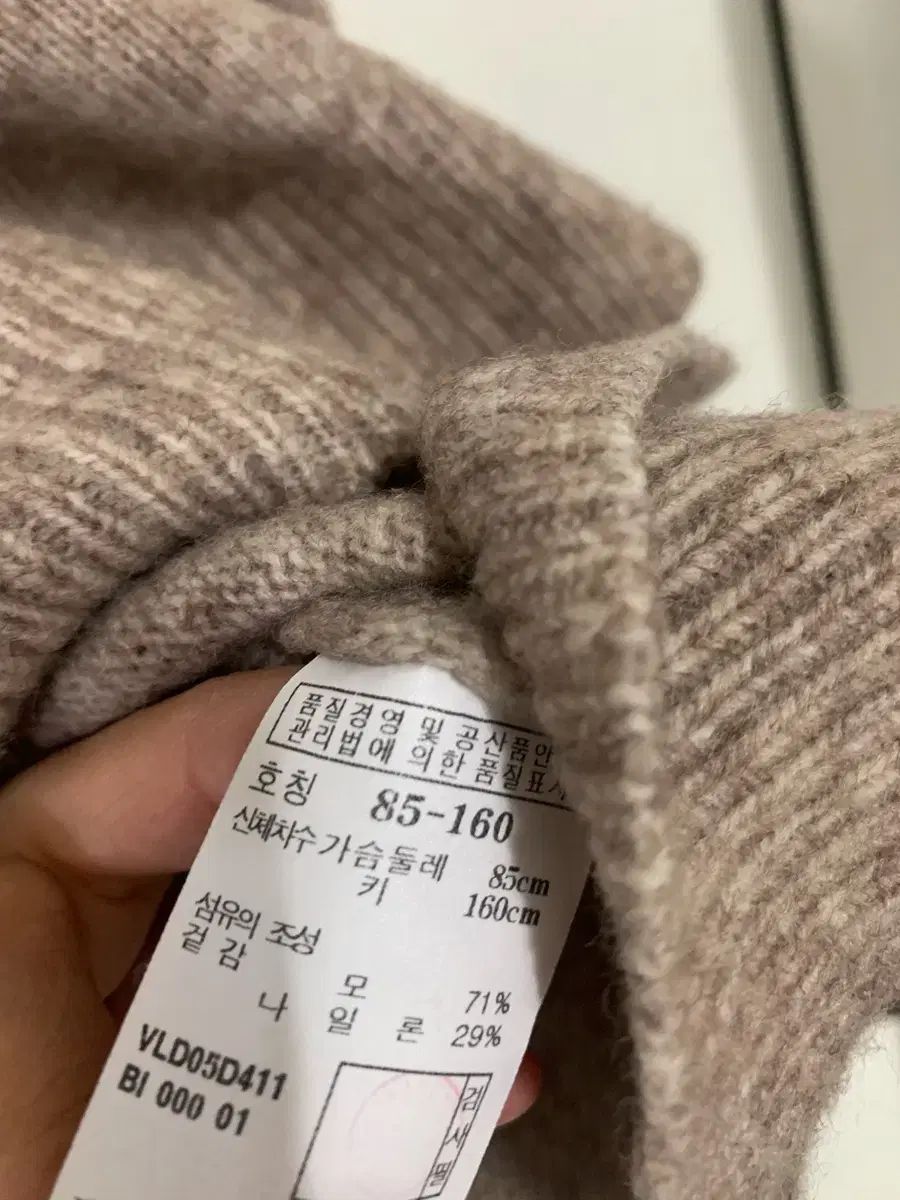 품질경영 및 공산품안
관리법에 의한 품질표시
호칭 85-160
신체차수 가슴둘레 85cm
키 160cm
섬유의 조성
겉감
모 71%
나일론 29%
VLD05D411
BI 000 01
검사필